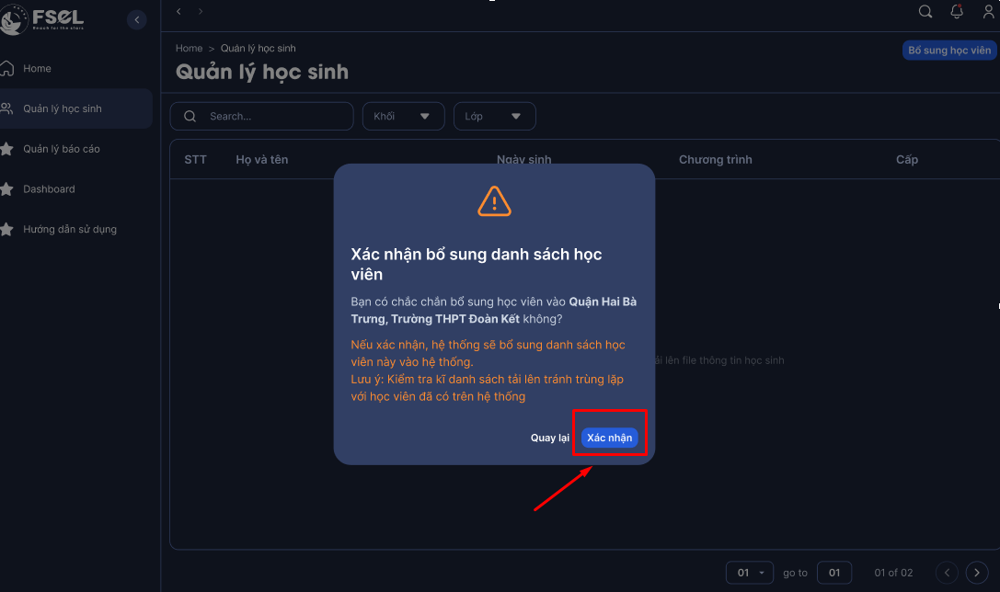 FSEL
Reach for the stars
Home > Quản lý học sinh
Bổ sung học viên
Quản lý học sinh
Home
Quản lý học sinh
Quản lý báo cáo
Dashboard
Hướng dẫn sử dụng
Search...
Khối
Lớp
STT Họ và tên Ngày sinh Chương trình Cấp
Xác nhận bổ sung danh sách học
viên
Bạn có chắc chắn bổ sung học viên vào Quận Hai Bà
Trưng, Trường THPT Đoàn Kết không?
Nếu xác nhận, hệ thống sẽ bổ sung danh sách học
viên này vào hệ thống.
Lưu ý: Kiểm tra kĩ danh sách tải lên tránh trùng lặp
với học viên đã có trên hệ thống
lên file thông tin học sinh
Quay lại Xác nhận
01 go to 01 01 of 02